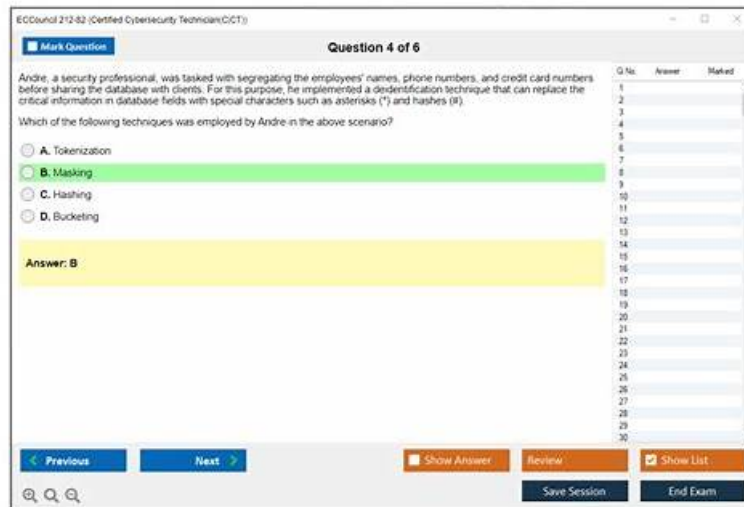 ECCouncil 212-82 (Certified Cybersecurity Technician(C|CT))
Mark Question
Question 4 of 6
Andre, a security professional, was tasked with segregating the employees' names, phone numbers, and credit card numbers
before sharing the database with clients. For this purpose, he implemented a deidentification technique that can replace the
critical information in database fields with special characters such as asterisks (*) and hashes (#).
Which of the following techniques was employed by Andre in the above scenario?
A. Tokenization
B. Masking
C. Hashing
D. Bucketing
Answer: B
Q No. Answer Marked
1
2
3
4
5
6
7
8
9
10
11
12
13
14
15
16
17
18
19
20
21
22
23
24
25
26
27
28
29
30
Previous
Next
Show Answer
Review
Show List
Save Session
End Exam